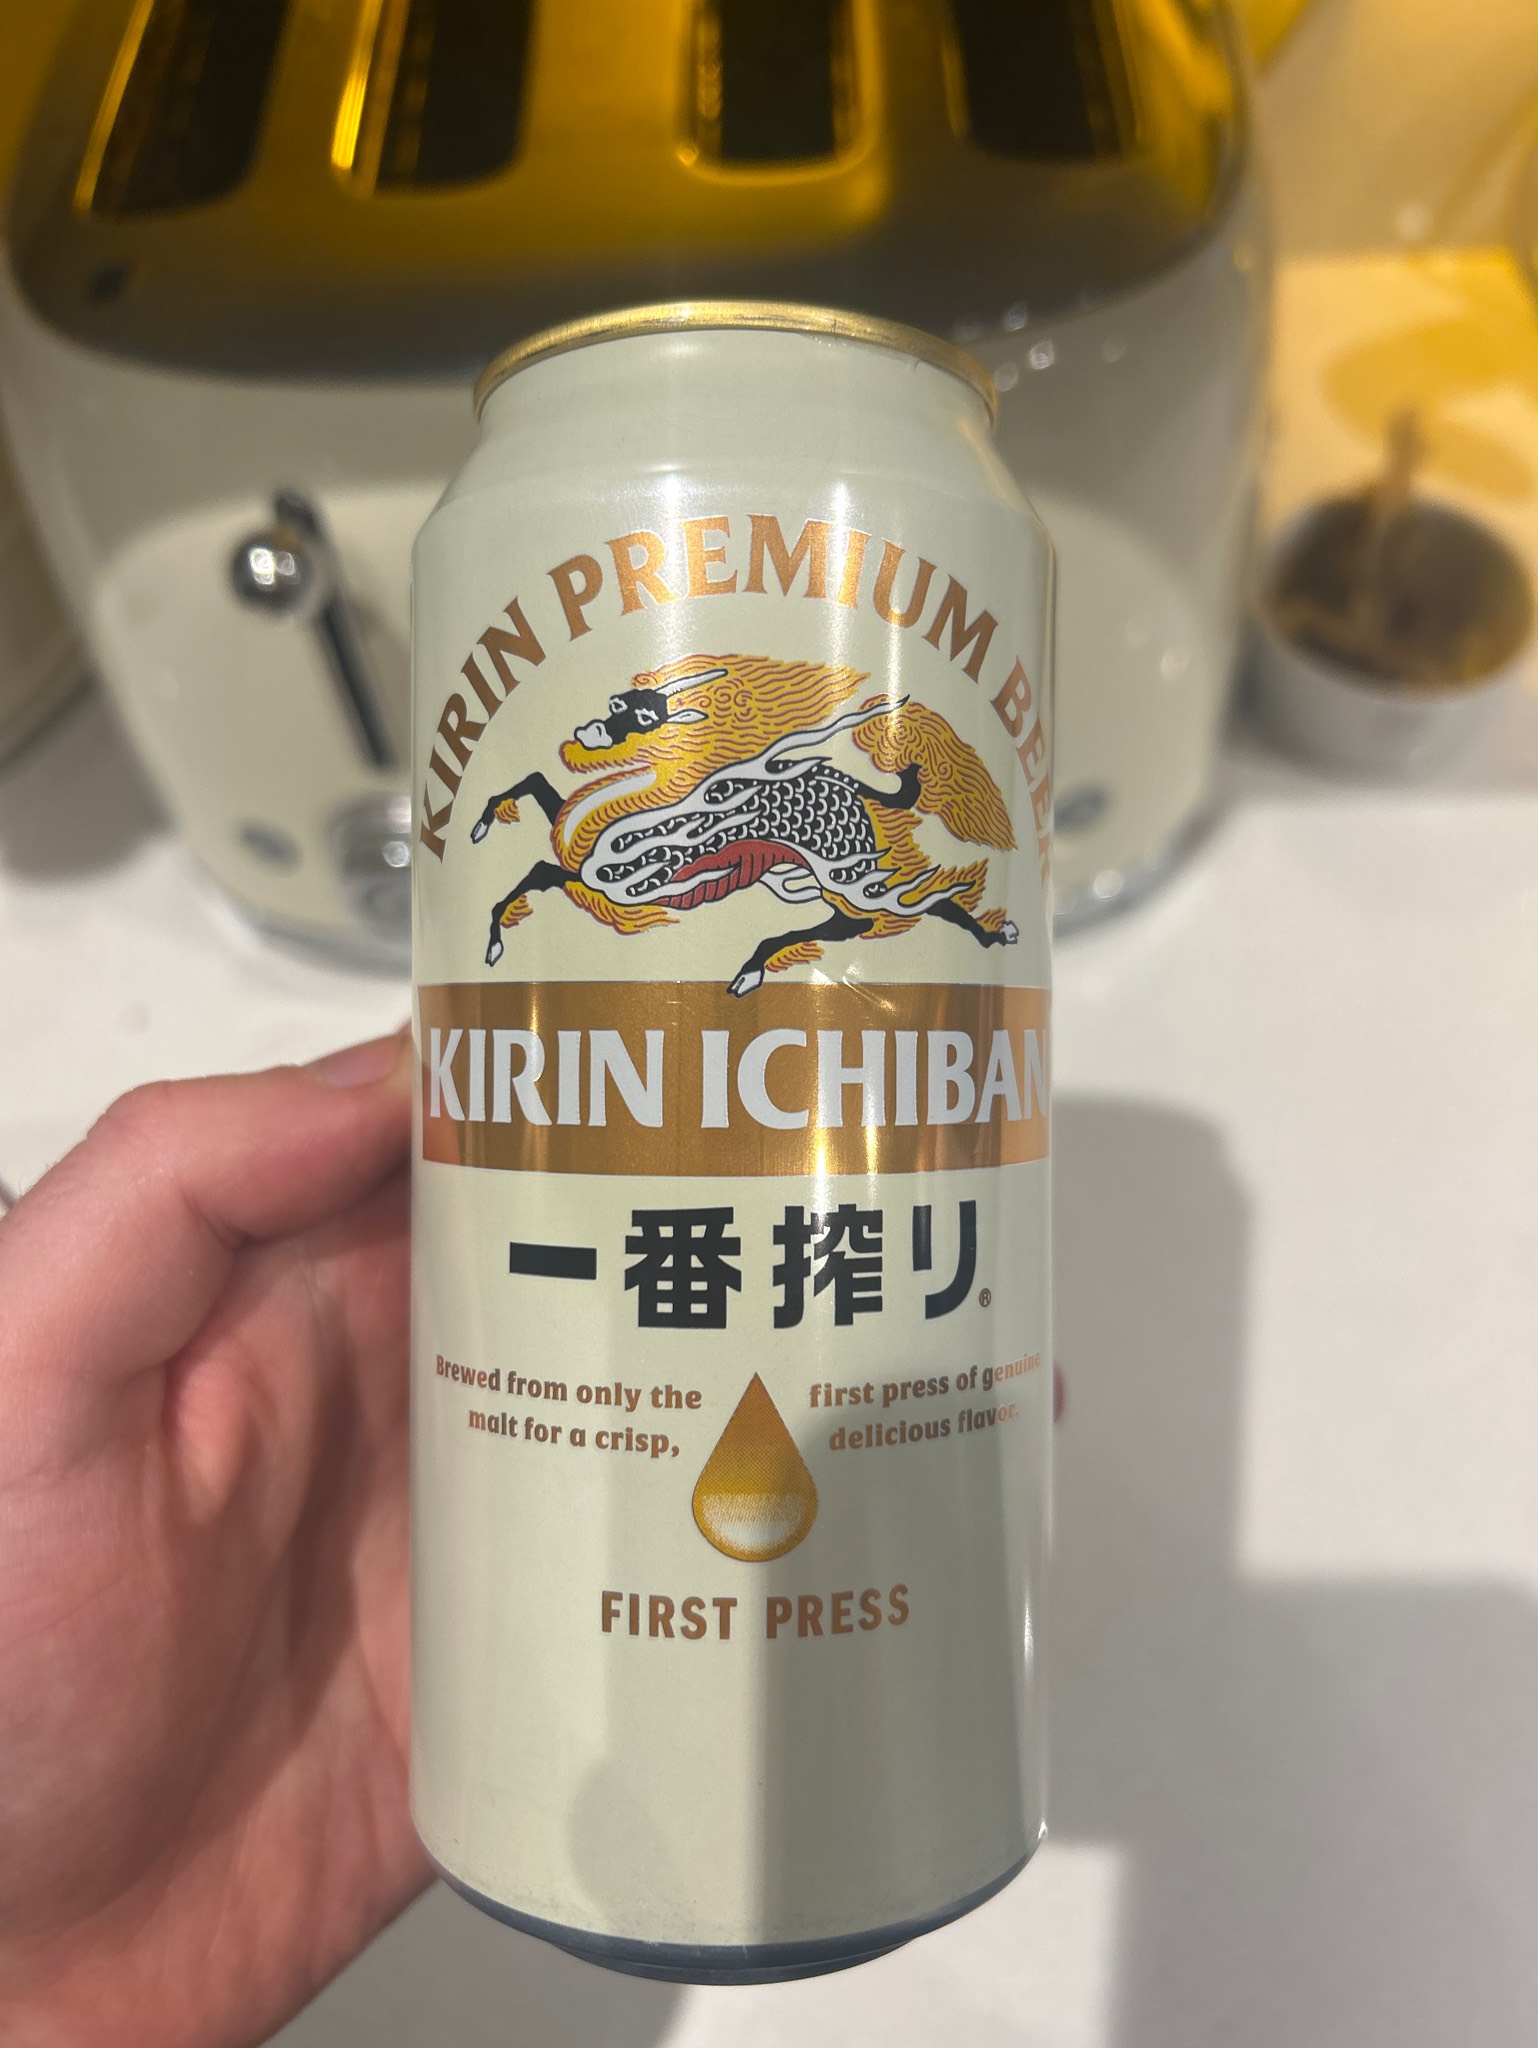 KIRIN PREMIUM BEER
KIRIN ICHIBAN
一番搾り®
Brewed from only the first press of genuine
malt for a crisp, delicious flavor.
FIRST PRESS